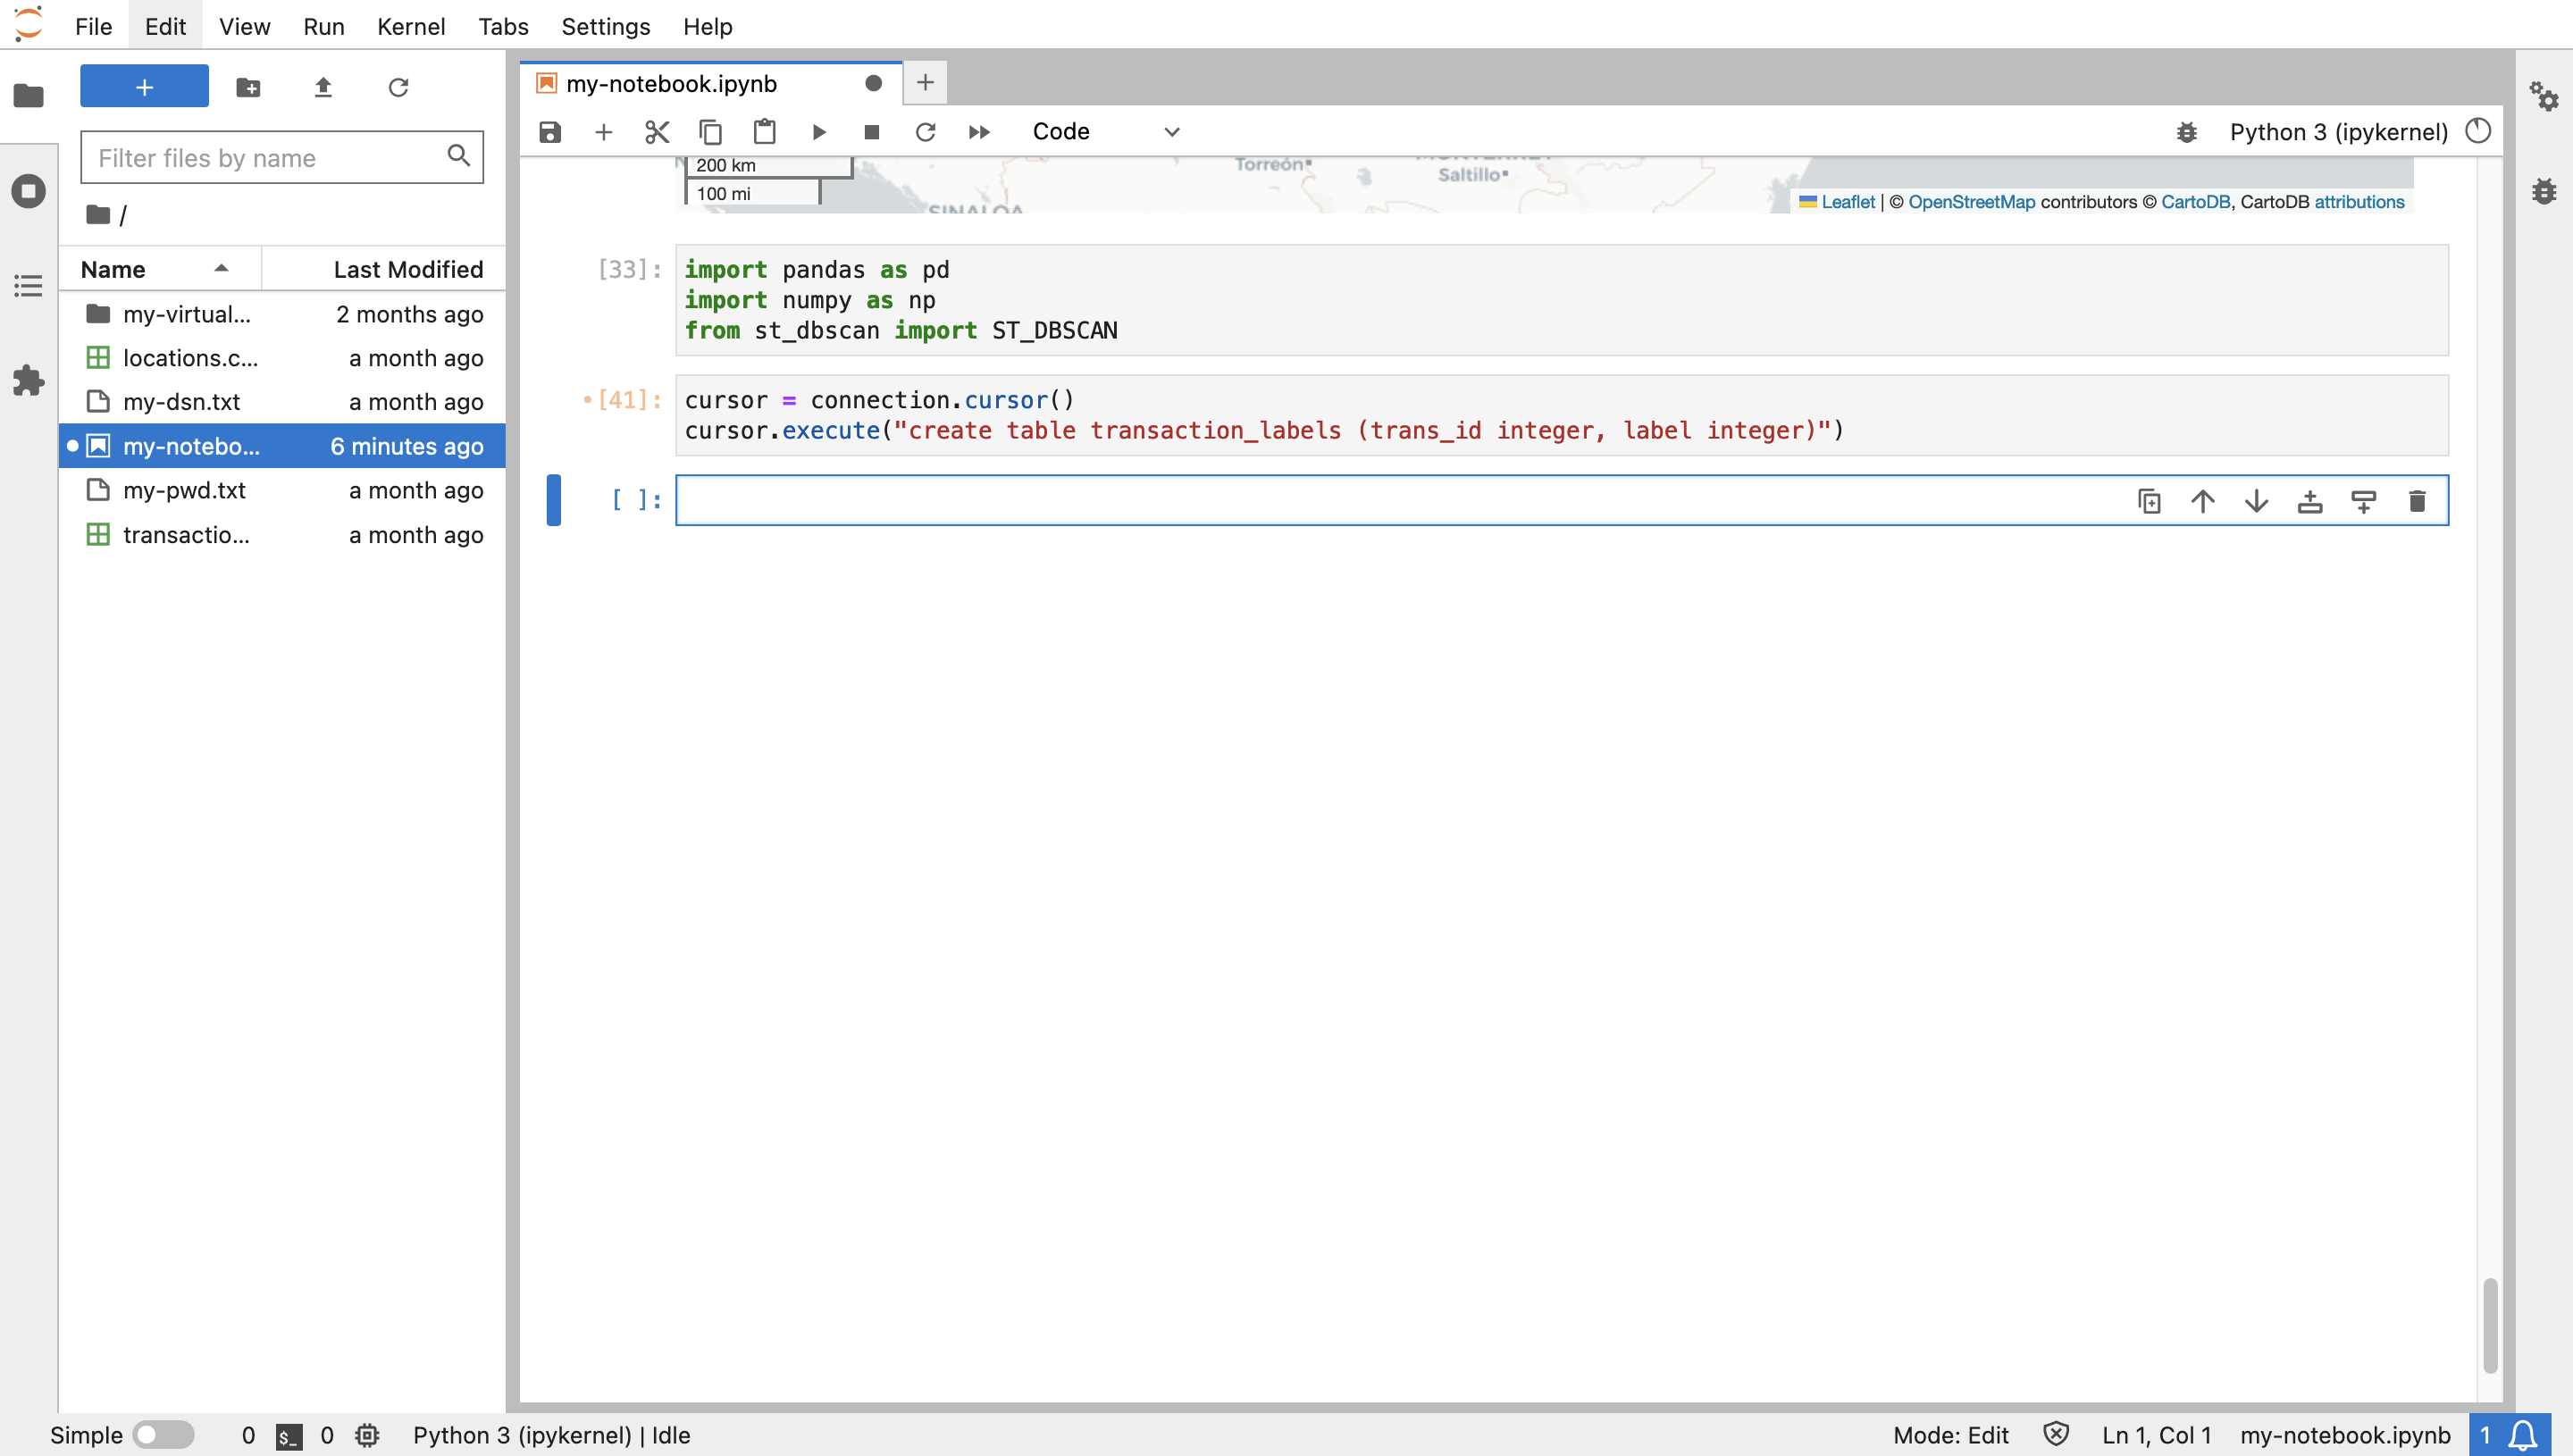 File Edit View Run Kernel Tabs Settings Help
my-notebook.ipynb
Filter files by name
/
Name Last Modified
my-virtual... 2 months ago
locations.c... a month ago
my-dsn.txt a month ago
my-notebo... 6 minutes ago
my-pwd.txt a month ago
transactio... a month ago
Code
Python 3 (ipykernel)
200 km
100 mi
Torreón
MONTERREY
Saltillo
SINALOA
Leaflet | © OpenStreetMap contributors © CartoDB, CartoDB attributions
[33]:
import pandas as pd
import numpy as np
from st_dbscan import ST_DBSCAN
[41]:
cursor = connection.cursor()
cursor.execute("create table transaction_labels (trans_id integer, label integer)")
[ ]:
Simple 0 $_ 0 Python 3 (ipykernel) | Idle
Mode: Edit Ln 1, Col 1 my-notebook.ipynb 1